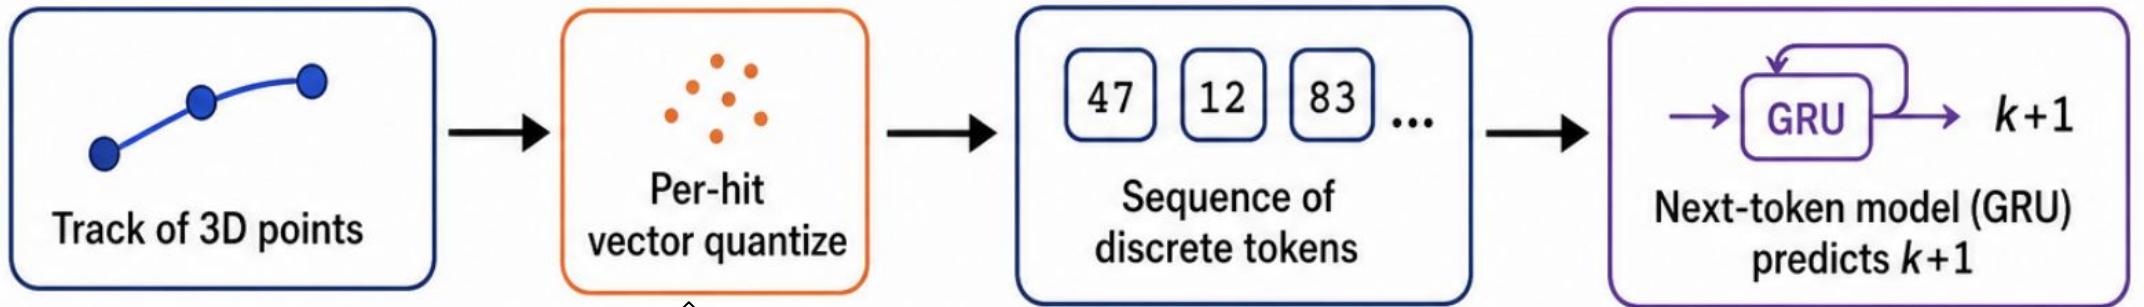 Track of 3D points
Per-hit
vector quantize
47 12 83 ...
Sequence of
discrete tokens
GRU
k+1
Next-token model (GRU)
predicts k+1